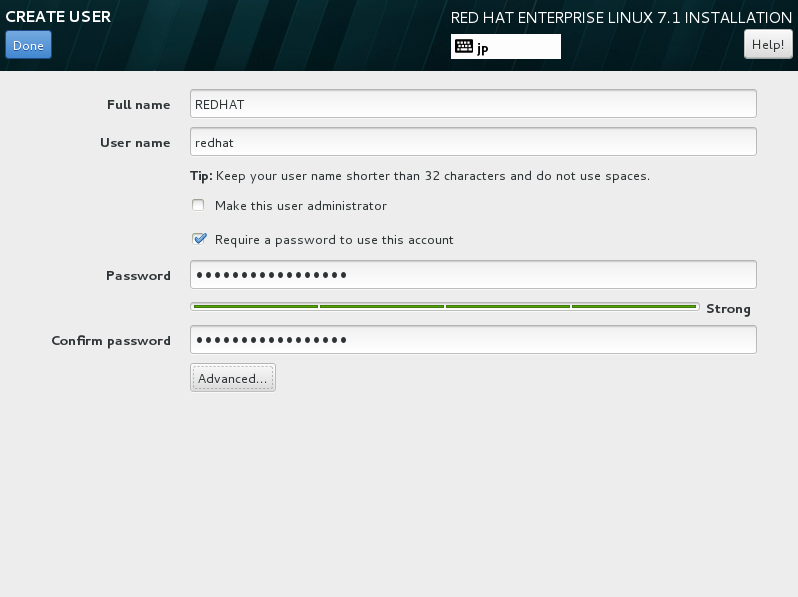 CREATE USER
RED HAT ENTERPRISE LINUX 7.1 INSTALLATION
Done
jp
Help!
Full name
REDHAT
User name
redhat
Tip: Keep your user name shorter than 32 characters and do not use spaces.
Make this user administrator
Require a password to use this account
Password
•••••••••••••••••
Strong
Confirm password
•••••••••••••••••
Advanced...